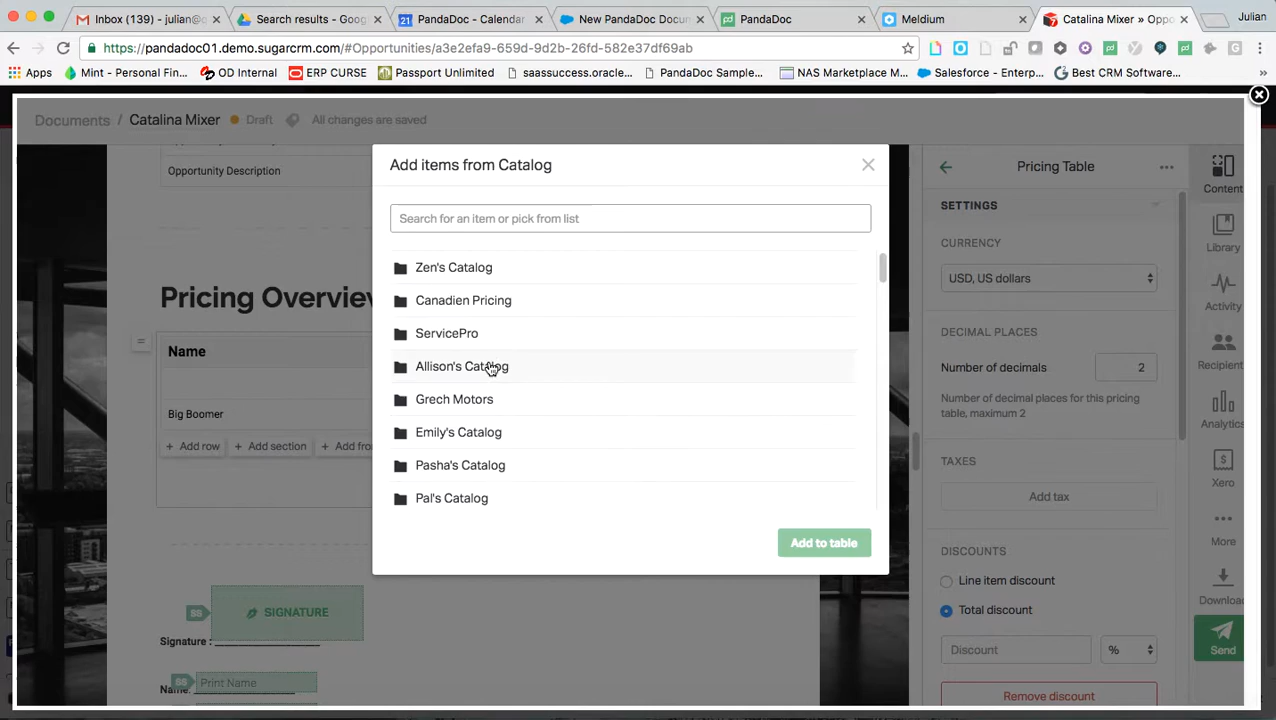 Inbox (139) - julian@
Search results - Catalog
PandaDoc - Calendar
New PandaDoc Docum
PandaDoc
Meldium
Catalina Mixer » Oppo
Julian
https://pandadoc01.demo.sugarcrm.com/#Opportunities/a3e2efa9-659d-9d2b-26fd-582e37df69ab
Apps
Mint - Personal Fin...
OD Internal
ERP CURSE
Passport Unlimited
saassuccess.oracle...
PandaDoc Sample...
NAS Marketplace M...
Salesforce - Enterp...
Best CRM Software...
Documents / Catalina Mixer
Draft
All changes are saved
Opportunity Description
Pricing Overview
Name
Big Boomer
+ Add row
+ Add section
+ Add fro
SIGNATURE
Signature :
Name:
Print Name
Add items from Catalog
Search for an item or pick from list
Zen's Catalog
Canadien Pricing
ServicePro
Allison's Catalog
Grech Motors
Emily's Catalog
Pasha's Catalog
Pal's Catalog
Add to table
Pricing Table
SETTINGS
CURRENCY
USD, US dollars
DECIMAL PLACES
Number of decimals
2
Number of decimal places for this pricing
table, maximum 2
TAXES
Add tax
DISCOUNTS
Line item discount
Total discount
Discount
%
Remove discount
Content
Library
Activity
Recipient
Analytics
Xero
More
Download
Send